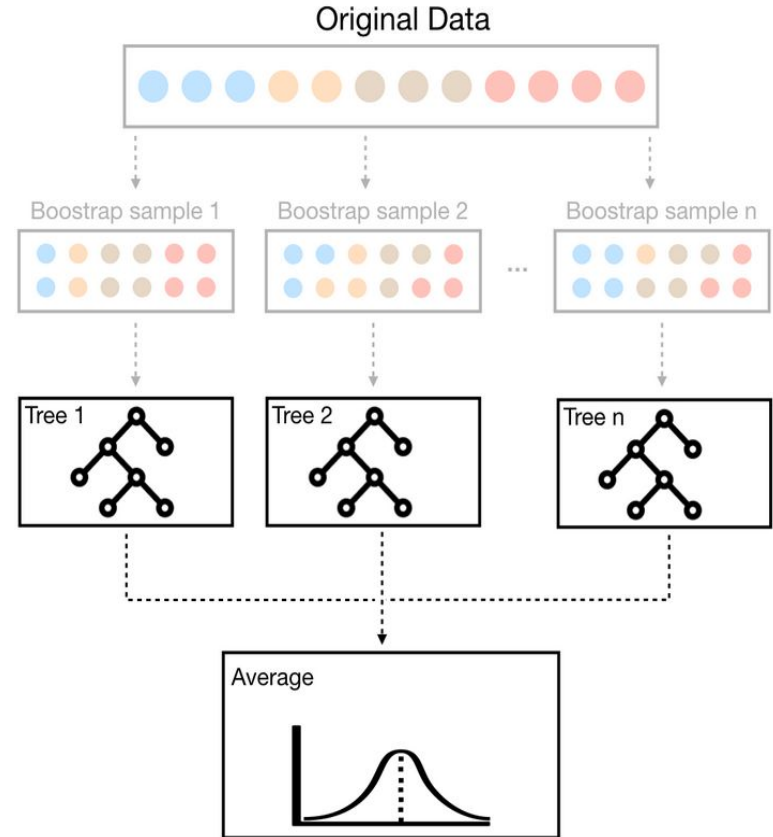 Original Data
Boostrap sample 1
Boostrap sample 2
Boostrap sample n
...
Tree 1
Tree 2
Tree n
Average